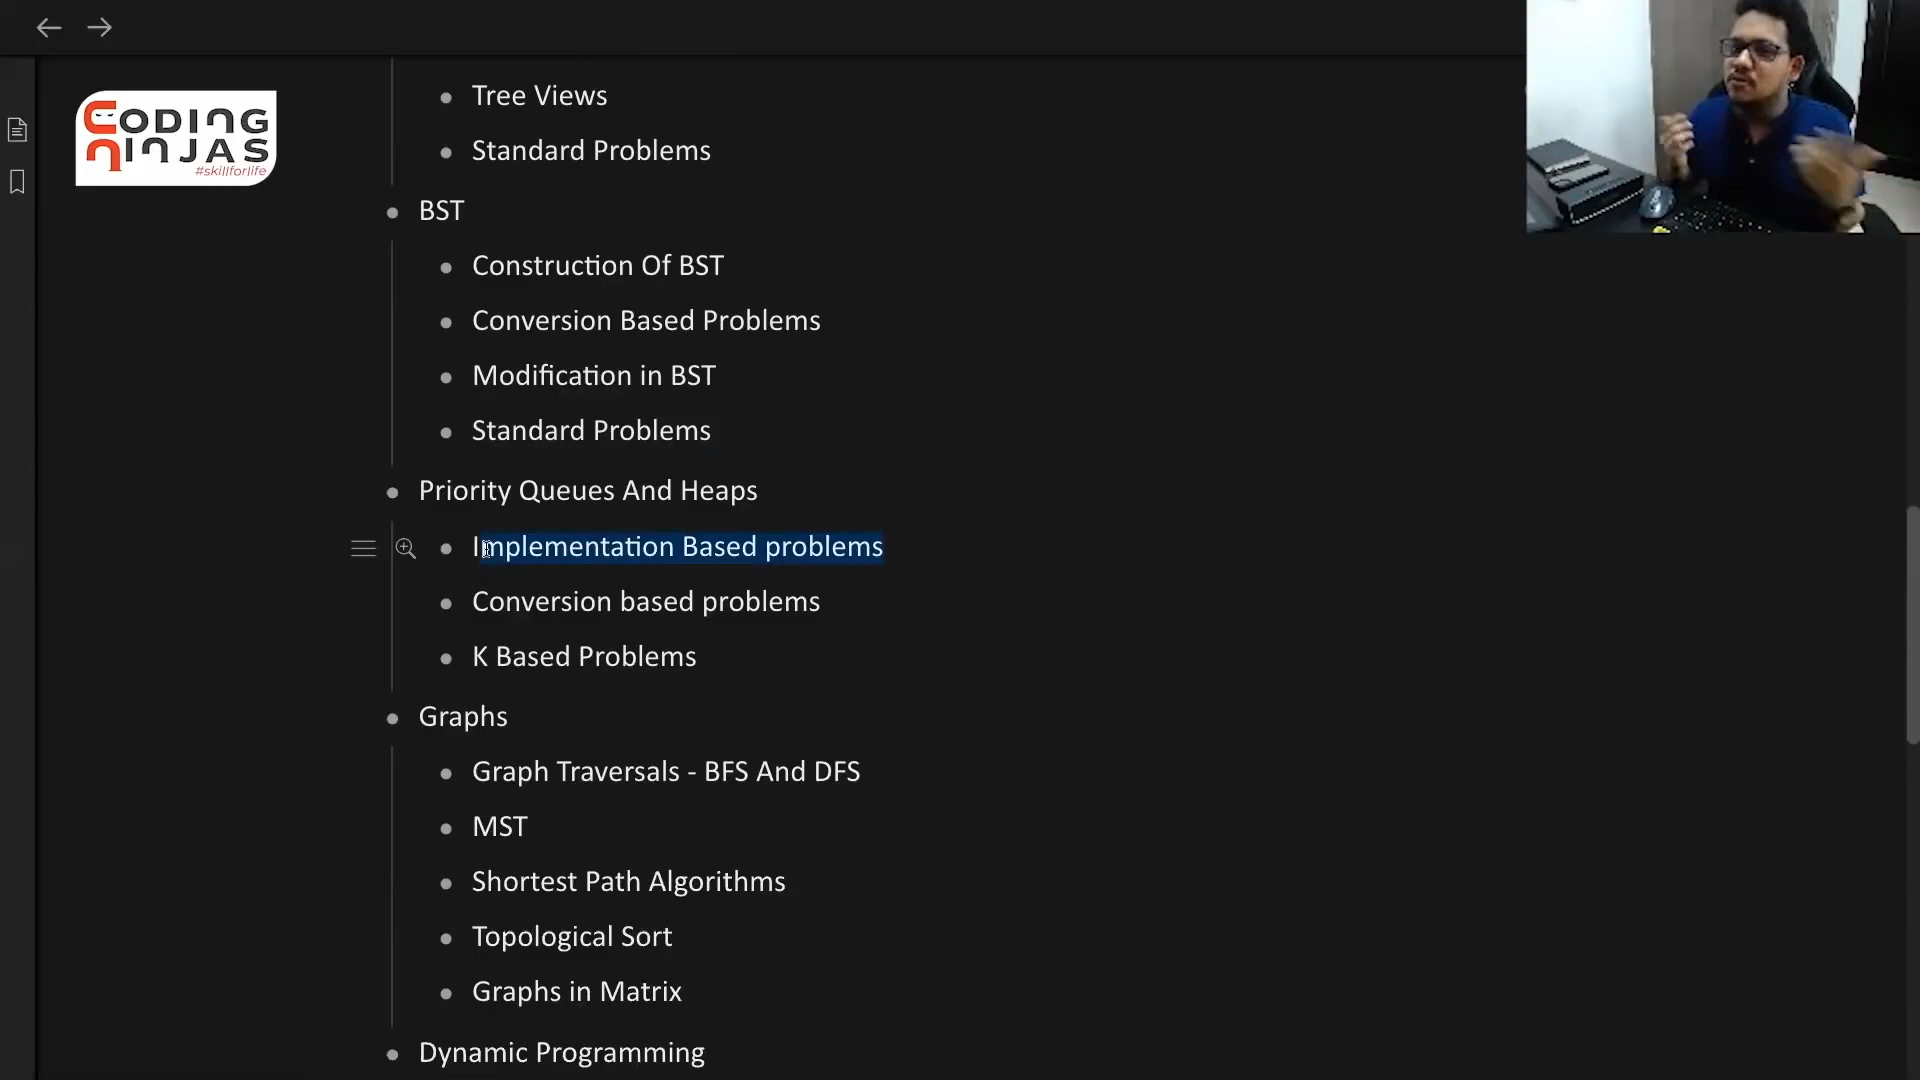 CODING
NINJAS
#skillforlife
Tree Views
Standard Problems
BST
Construction Of BST
Conversion Based Problems
Modification in BST
Standard Problems
Priority Queues And Heaps
Implementation Based problems
Conversion based problems
K Based Problems
Graphs
Graph Traversals - BFS And DFS
MST
Shortest Path Algorithms
Topological Sort
Graphs in Matrix
Dynamic Programming